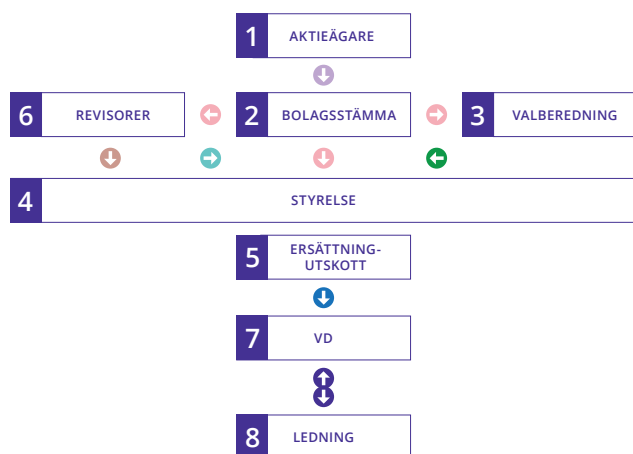 1 AKTIEÄGARE
6 REVISORER
2 BOLAGSSTÄMMA
3 VALBEREDNING
4 STYRELSE
5 ERSÄTTNING-
UTSKOTT
7 VD
8 LEDNING